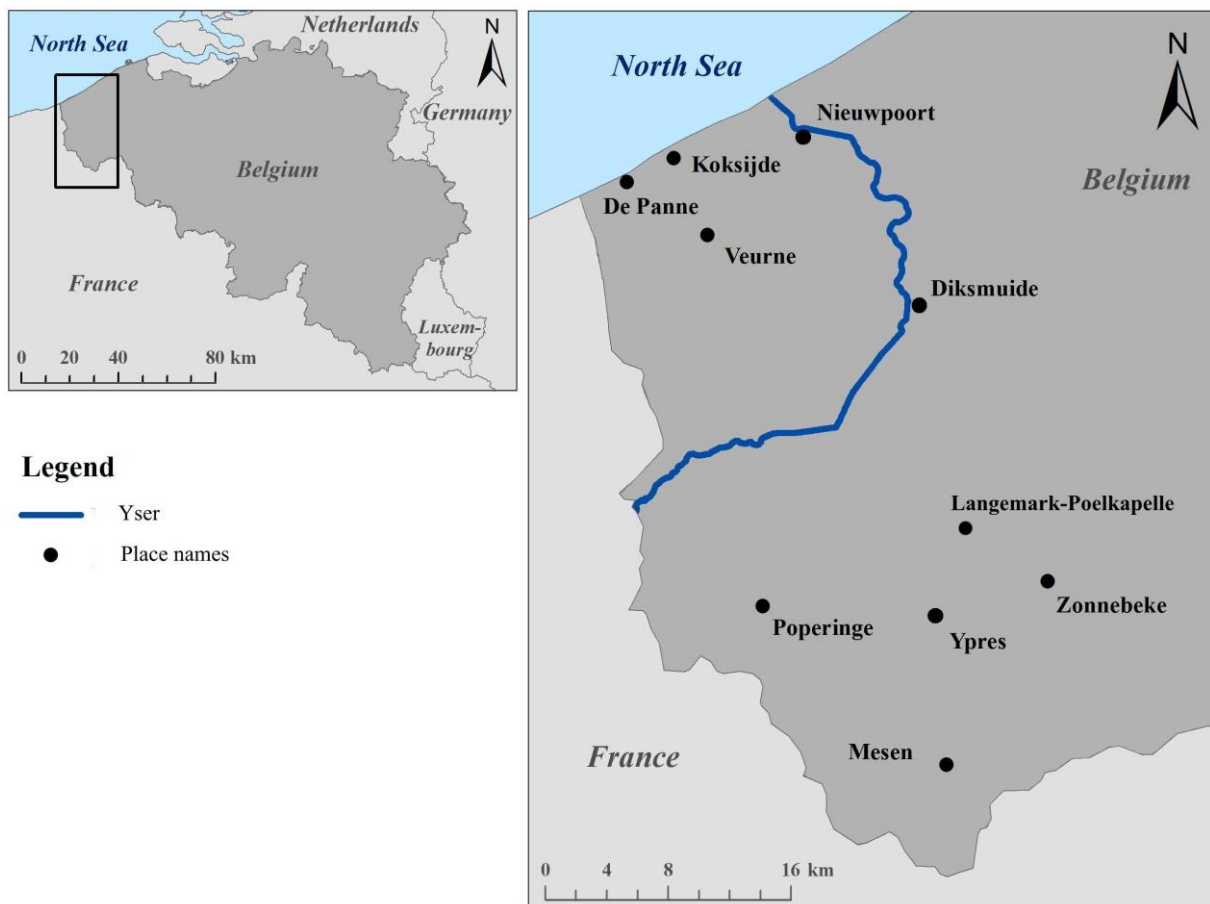 Netherlands
North Sea
N
Germany
Belgium
France
Luxem-
bourg
0 20 40 80 km
Legend
Yser
Place names
North Sea
N
Nieuwpoort
Koksijde
Belgium
De Panne
Veurne
Diksmuide
Langemark-Poelkapelle
Zonnebeke
Poperinge
Ypres
France
Mesen
0 4 8 16 km